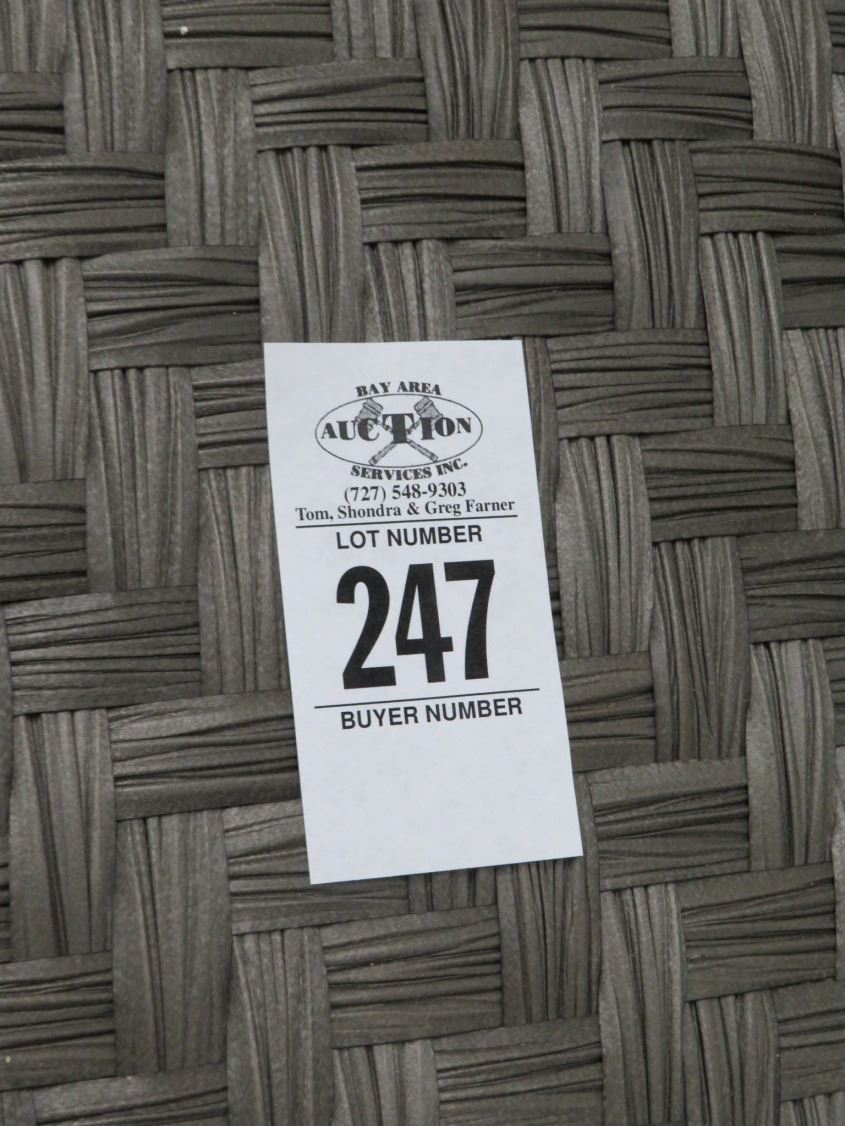 BAY AREA
AUCTION
SERVICES INC.
(727) 548-9303
Tom, Shondra & Greg Farner
LOT NUMBER
247
BUYER NUMBER